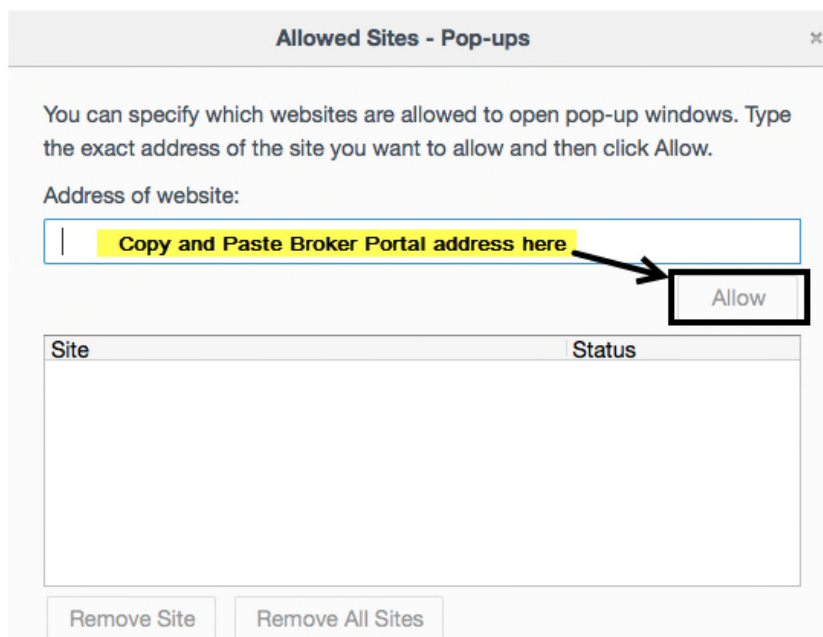 Allowed Sites - Pop-ups
You can specify which websites are allowed to open pop-up windows. Type
the exact address of the site you want to allow and then click Allow.
Address of website:
Copy and Paste Broker Portal address here
Allow
Site Status
Remove Site Remove All Sites